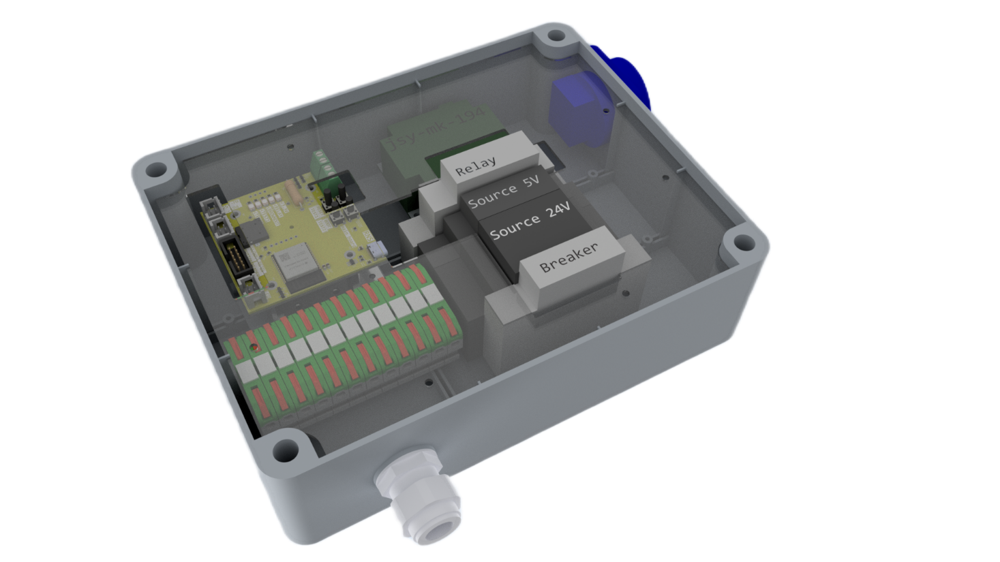 jsy-mk-194
Relay
Source 5V
Source 24V
Breaker